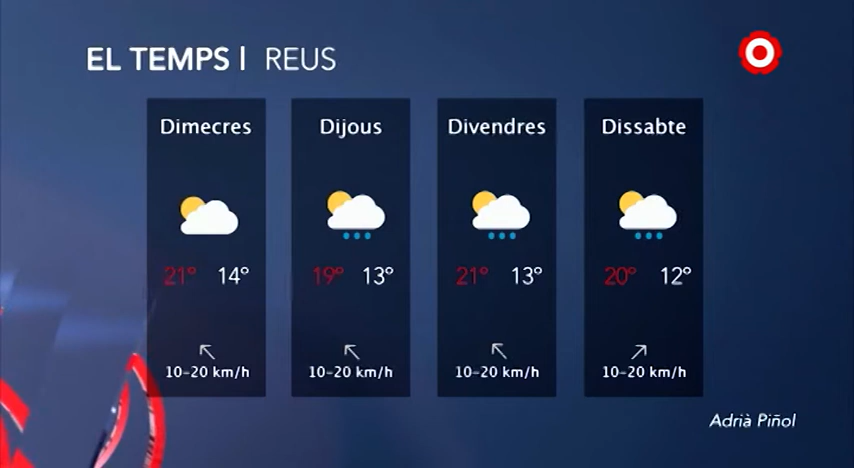 EL TEMPS | REUS
Dimecres
21° 14°
10-20 km/h
Dijous
19° 13°
10-20 km/h
Divendres
21° 13°
10-20 km/h
Dissabte
20° 12°
10-20 km/h
Adrià Piñol